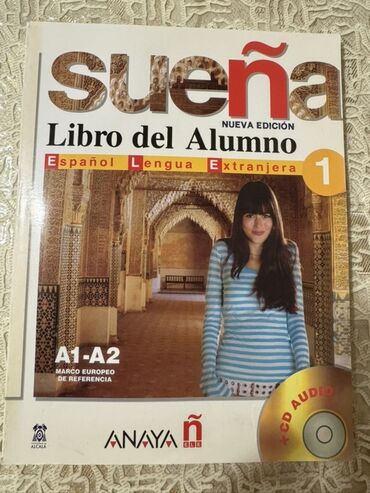 sueña
NUEVA EDICIÓN
Libro del Alumno
Español Lengua Extranjera
1
A1-A2
MARCO EUROPEO
DE REFERENCIA
+ CD AUDIO
ALCALÁ
ANAYA ñ
ELE